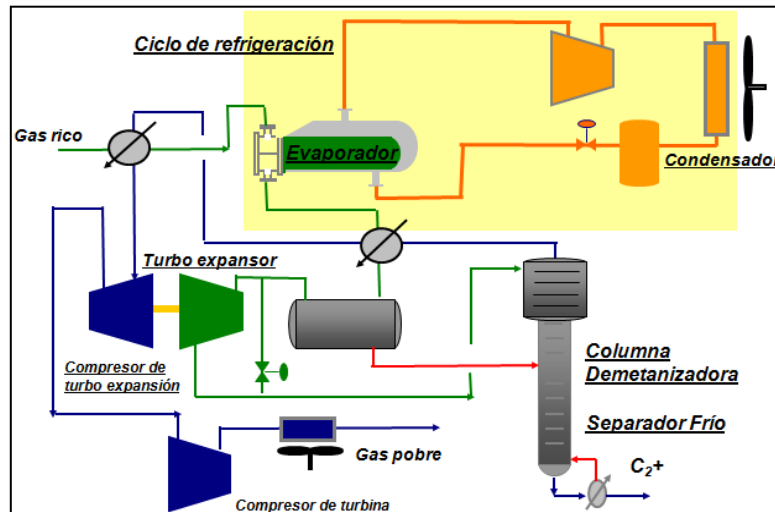 Ciclo de refrigeración
Gas rico
Evaporador
Condensador
Turbo expansor
Compresor de
turbo expansión
Columna
Demetanizadora
Separador Frío
Gas pobre
C₂+
Compresor de turbina